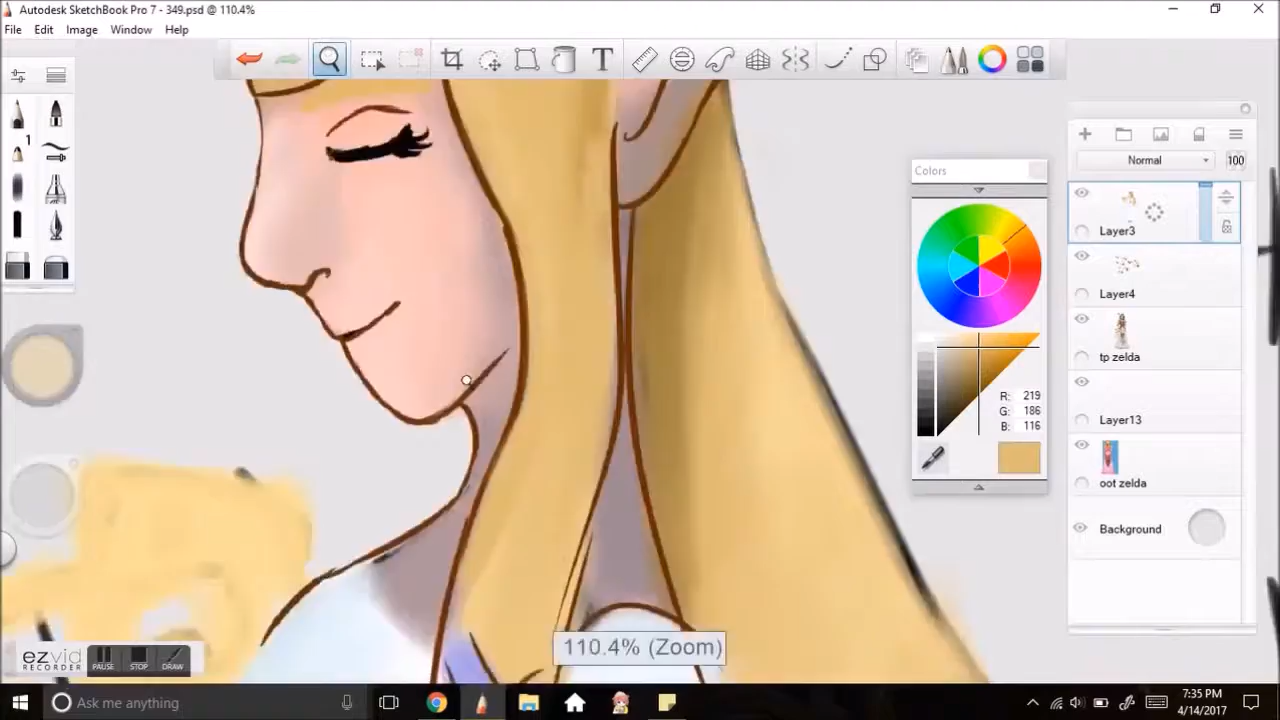 Autodesk SketchBook Pro 7 - 349.psd @ 110.4%
File Edit Image Window Help
T
1
Normal 100
Layer3
Layer4
tp zelda
Layer13
oot zelda
Background
Colors
R: 219
G: 186
B: 116
110.4% (Zoom)
ezvid
RECORDER
PAUSE STOP DRAW
Ask me anything
7:35 PM
4/14/2017